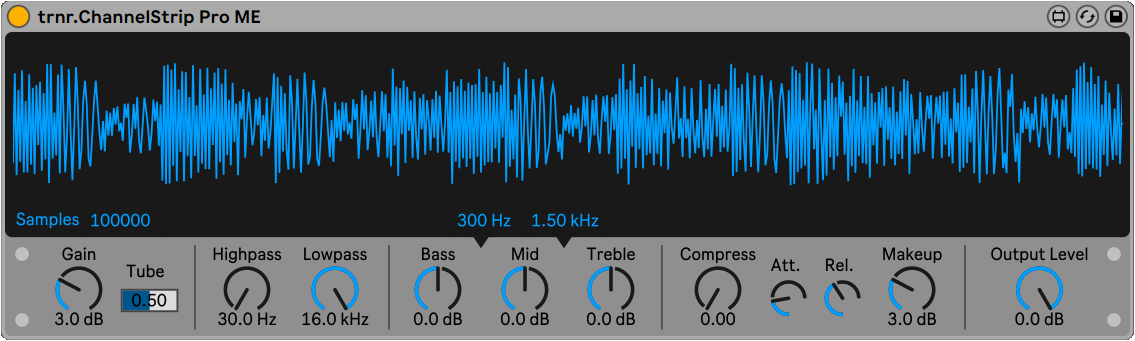 trnr.ChannelStrip Pro ME
Samples 100000
300 Hz 1.50 kHz
Gain Highpass Lowpass Bass Mid Treble Compress Makeup Output Level
Tube Att. Rel.
0.50
3.0 dB 30.0 Hz 16.0 kHz 0.0 dB 0.0 dB 0.0 dB 0.00 3.0 dB 0.0 dB